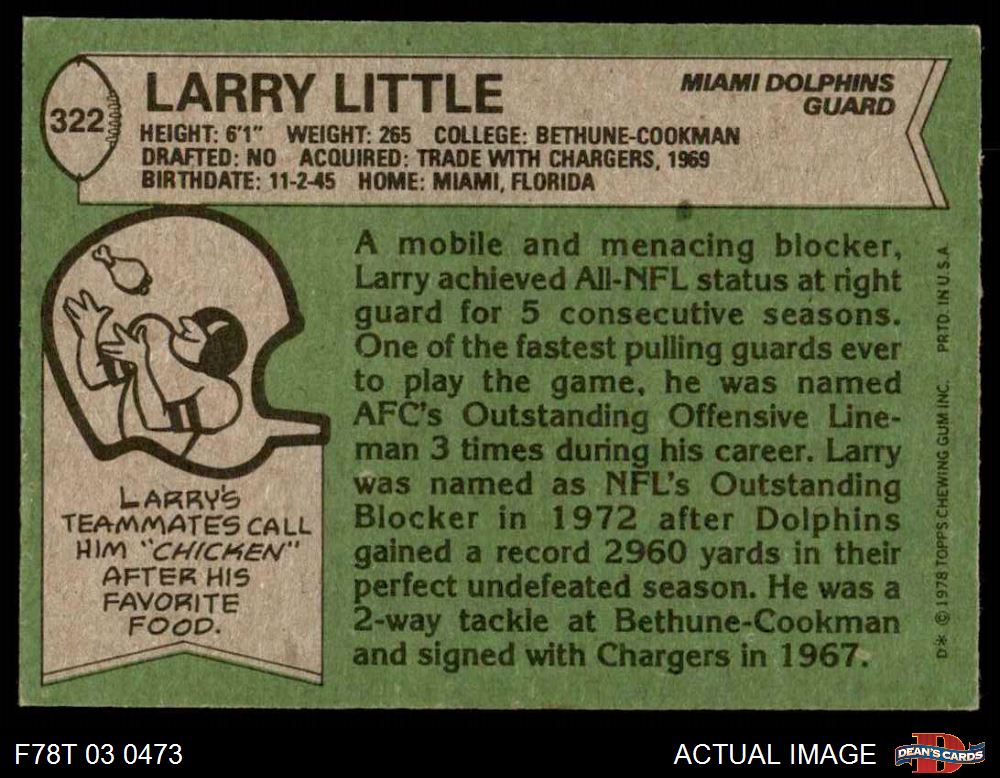 322
LARRY LITTLE
MIAMI DOLPHINS
GUARD
HEIGHT: 6'1" WEIGHT: 265 COLLEGE: BETHUNE-COOKMAN
DRAFTED: NO ACQUIRED: TRADE WITH CHARGERS, 1969
BIRTHDATE: 11-2-45 HOME: MIAMI, FLORIDA
LARRY'S
TEAMMATES CALL
HIM "CHICKEN"
AFTER HIS
FAVORITE
FOOD.
A mobile and menacing blocker,
Larry achieved All-NFL status at right
guard for 5 consecutive seasons.
One of the fastest pulling guards ever
to play the game, he was named
AFC's Outstanding Offensive Line-
man 3 times during his career. Larry
was named as NFL's Outstanding
Blocker in 1972 after Dolphins
gained a record 2960 yards in their
perfect undefeated season. He was a
2-way tackle at Bethune-Cookman
and signed with Chargers in 1967.
D* © 1978 TOPPS CHEWING GUM INC. PRTD. IN U.S.A.
F78T 03 0473
ACTUAL IMAGE
D
DEAN'S CARDS